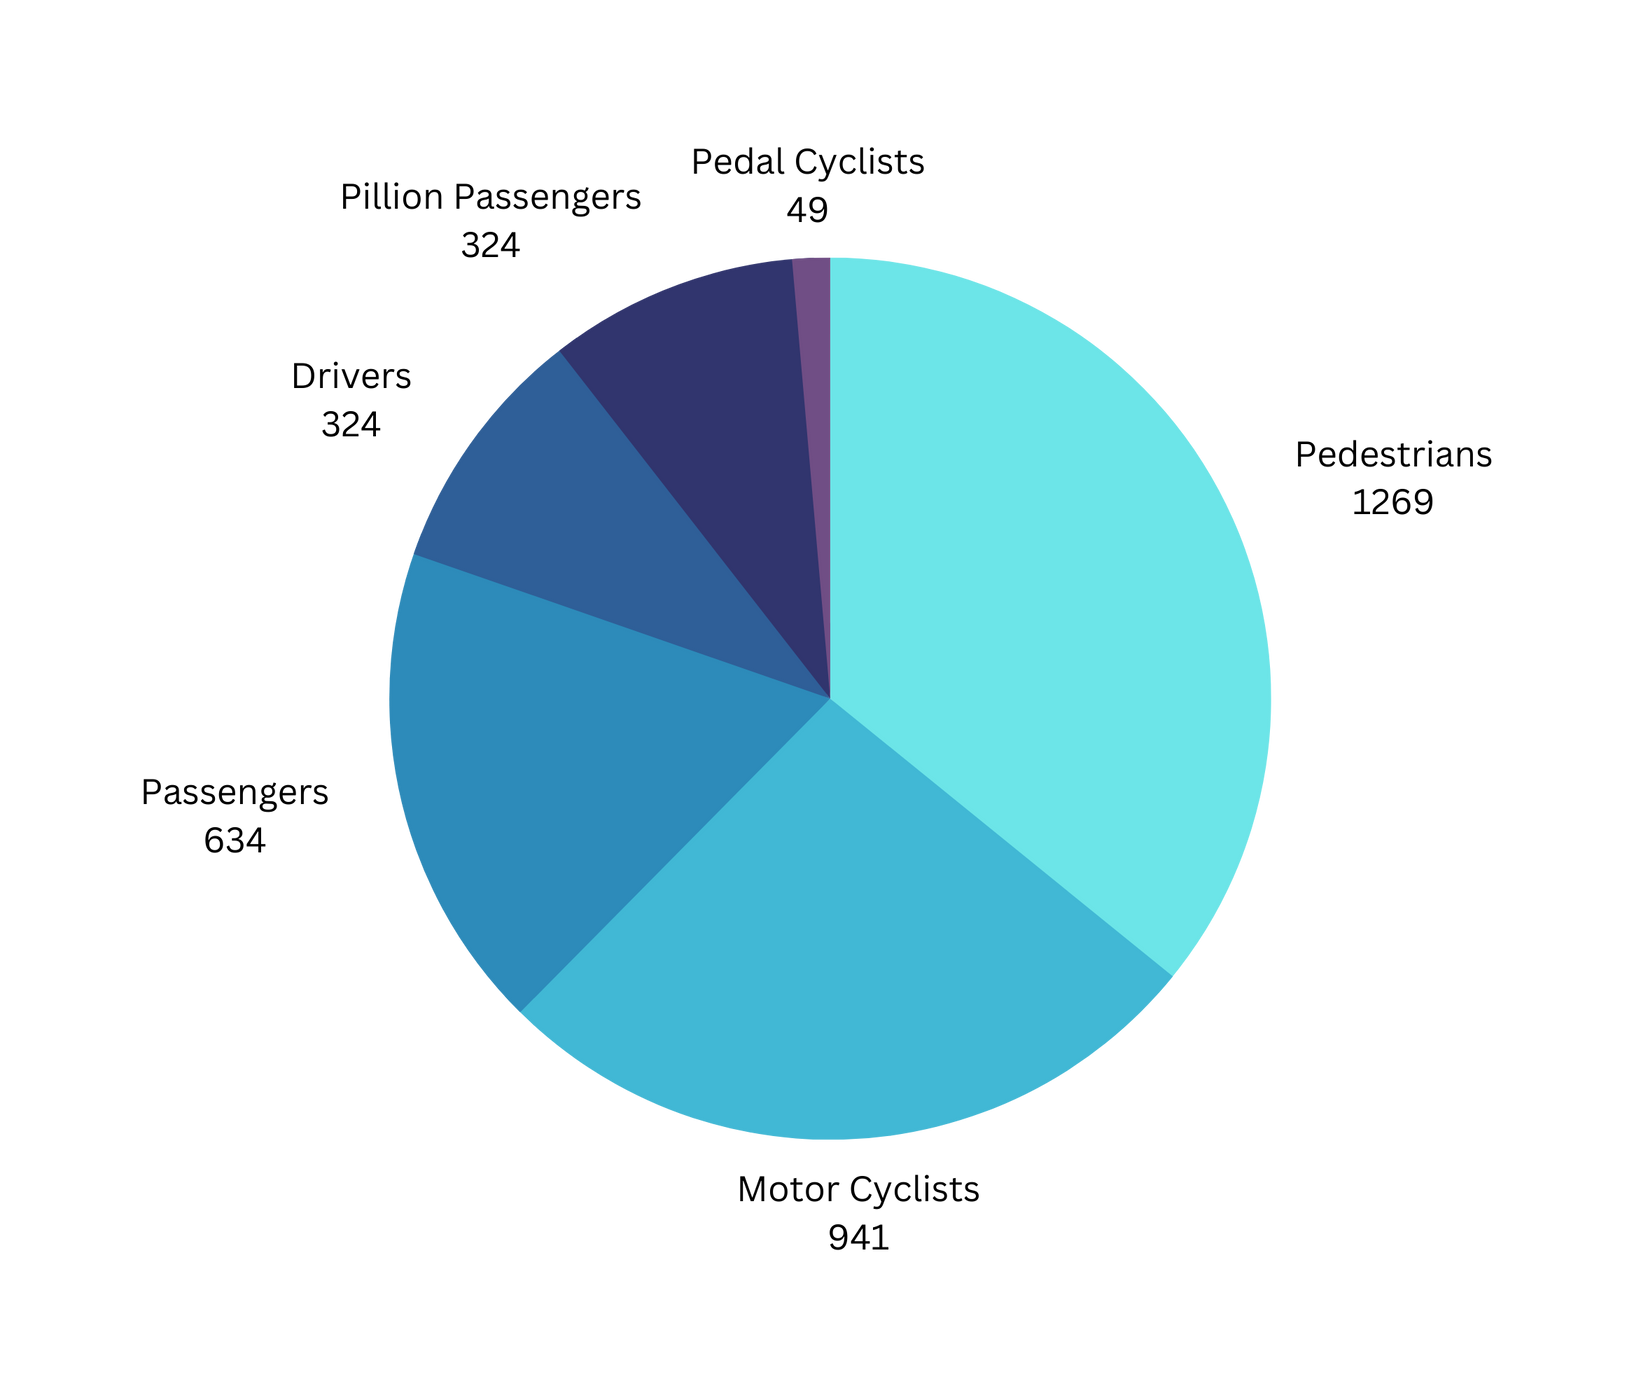 Pedal Cyclists
49
Pillion Passengers
324
Drivers
324
Pedestrians
1269
Passengers
634
Motor Cyclists
941